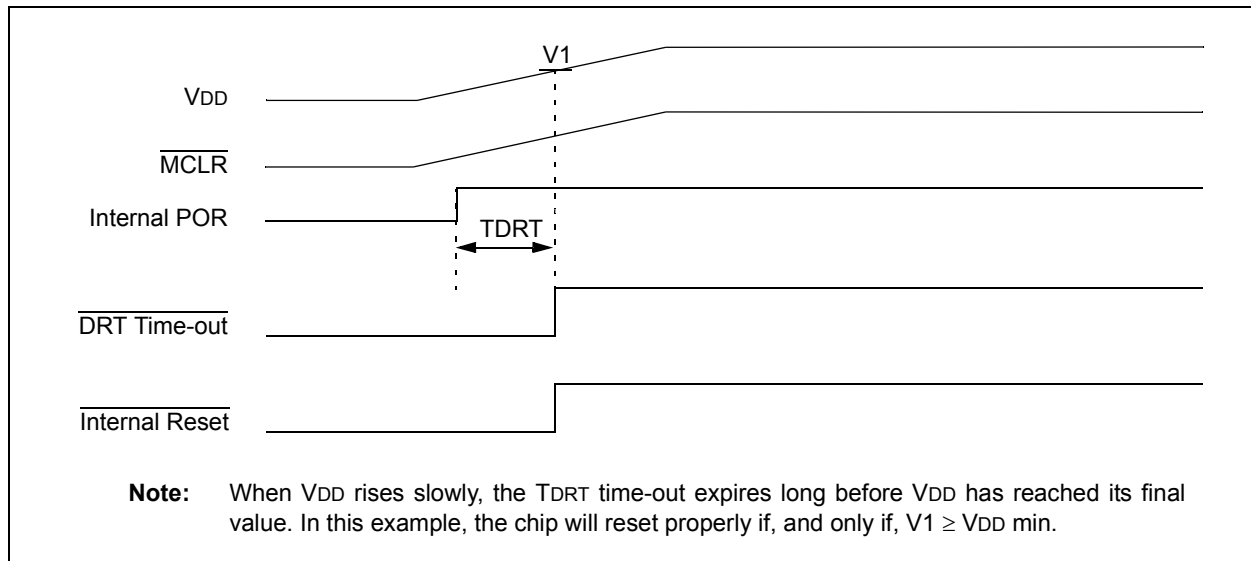 V1
VDD
MCLR
Internal POR
TDRT
DRT Time-out
Internal Reset
Note: When VDD rises slowly, the TDRT time-out expires long before VDD has reached its final
value. In this example, the chip will reset properly if, and only if, V1 ≥ VDD min.